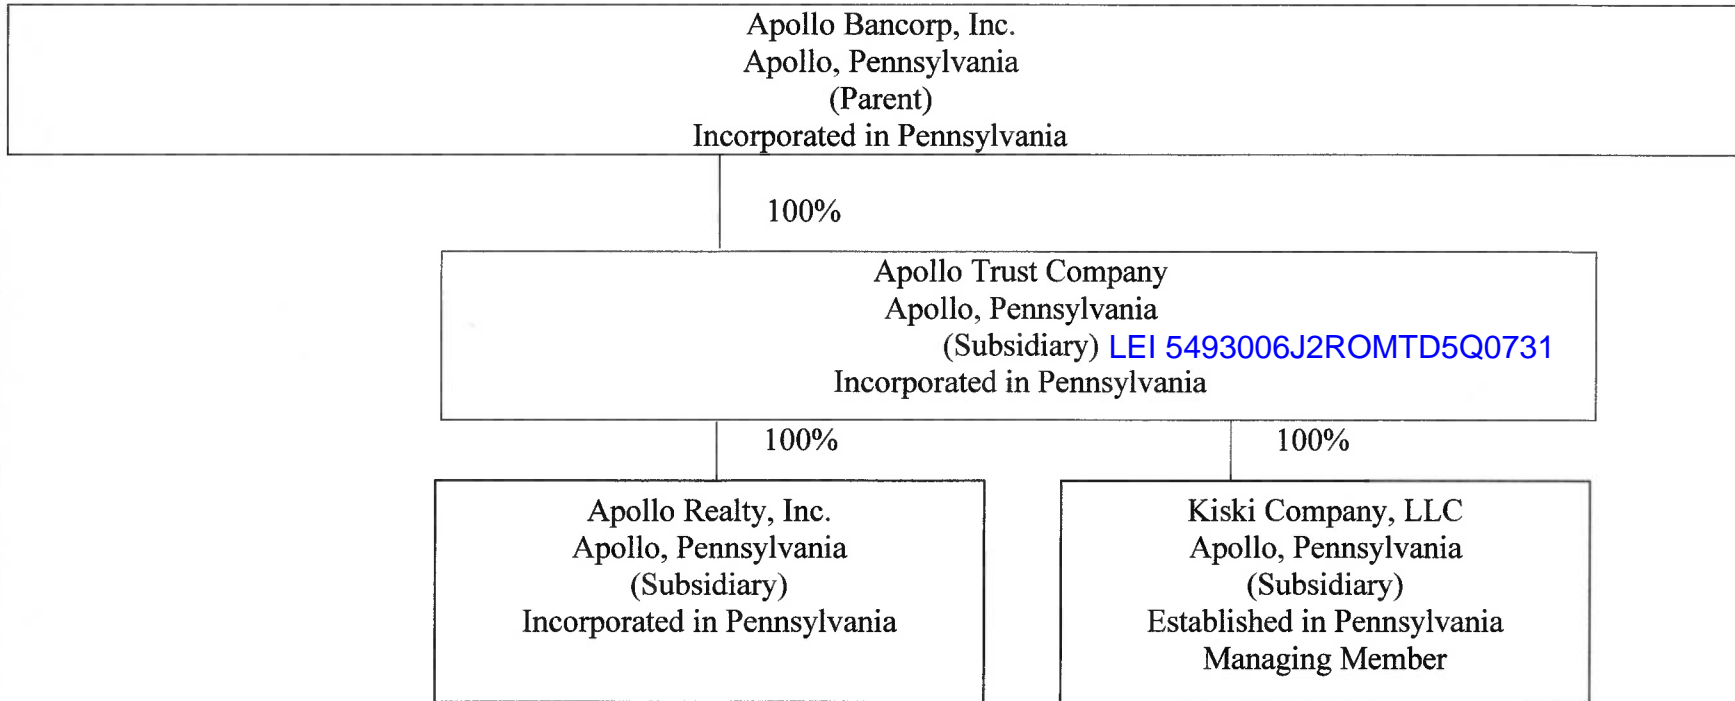 Apollo Bancorp, Inc.
Apollo, Pennsylvania
(Parent)
Incorporated in Pennsylvania
100%
Apollo Trust Company
Apollo, Pennsylvania
(Subsidiary) LEI 5493006J2ROMTD5Q0731
Incorporated in Pennsylvania
100%
100%
Apollo Realty, Inc.
Apollo, Pennsylvania
(Subsidiary)
Incorporated in Pennsylvania
Kiski Company, LLC
Apollo, Pennsylvania
(Subsidiary)
Established in Pennsylvania
Managing Member